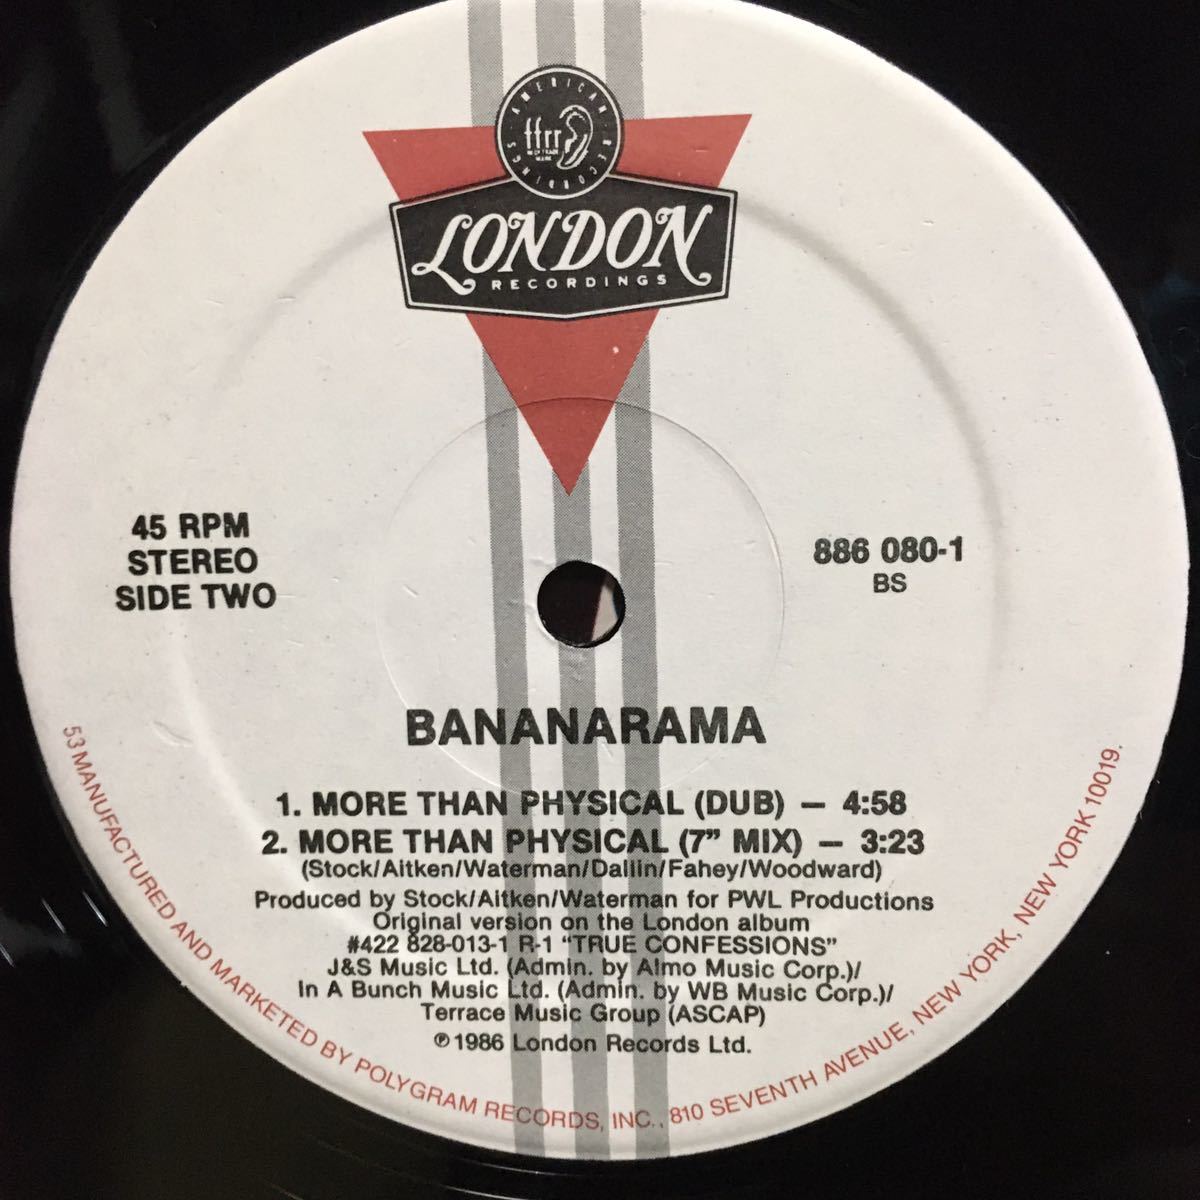 AMERICAN RECORDINGS
ffrr
LONDON
RECORDINGS
45 RPM
STEREO
SIDE TWO
886 080-1
BS
BANANARAMA
1. MORE THAN PHYSICAL (DUB) — 4:58
2. MORE THAN PHYSICAL (7” MIX) — 3:23
(Stock/Aitken/Waterman/Dallin/Fahey/Woodward)
Produced by Stock/Aitken/Waterman for PWL Productions
Original version on the London album
#422 828-013-1 R-1 “TRUE CONFESSIONS”
J&S Music Ltd. (Admin. by Almo Music Corp.)/
In A Bunch Music Ltd. (Admin. by WB Music Corp.)/
Terrace Music Group (ASCAP)
℗ 1986 London Records Ltd.
53 MANUFACTURED AND MARKETED BY POLYGRAM RECORDS, INC., 810 SEVENTH AVENUE, NEW YORK, NEW YORK 10019.